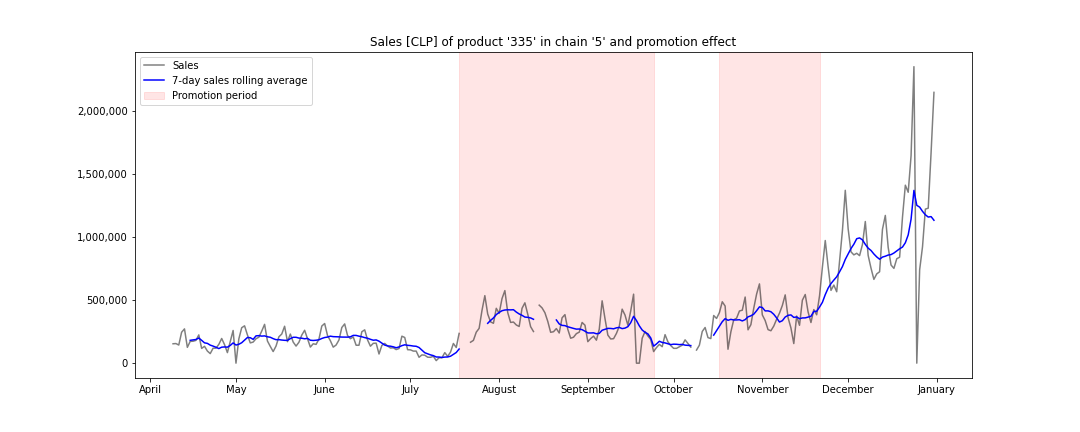 Sales [CLP] of product '335' in chain '5' and promotion effect
Sales
7-day sales rolling average
Promotion period
2,000,000
1,500,000
1,000,000
500,000
0
April May June July August September October November December January